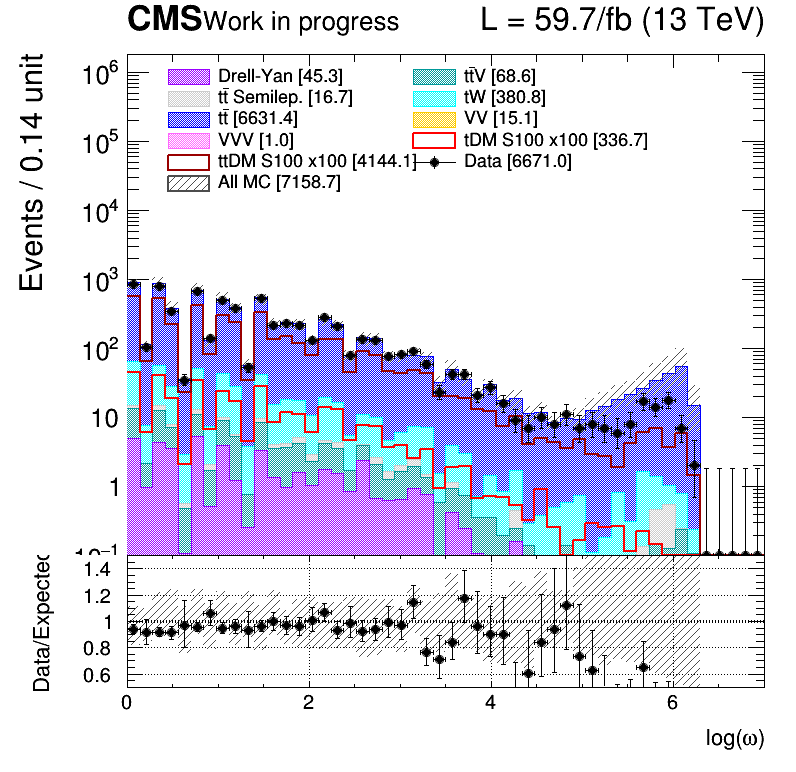 CMS Work in progress L = 59.7/fb (13 TeV)
Events / 0.14 unit
Drell-Yan [45.3] tt̄V [68.6]
tt̄ Semilep. [16.7] tW [380.8]
tt̄ [6631.4] VV [15.1]
VVV [1.0] tDM S100 x100 [336.7]
ttDM S100 x100 [4144.1] Data [6671.0]
All MC [7158.7]
10⁶
10⁵
10⁴
10³
10²
10
1
10⁻¹
Data/Expected
1.4
1.2
1
0.8
0.6
0 2 4 6
log(ω)